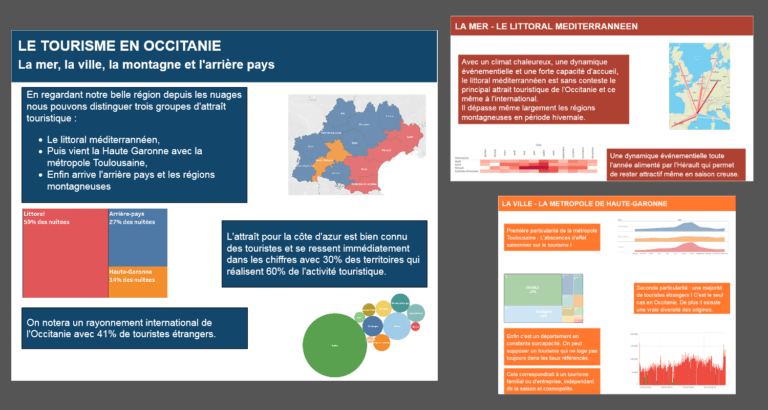 LE TOURISME EN OCCITANIE
La mer, la ville, la montagne et l'arrière pays
En regardant notre belle région depuis les nuages
nous pouvons distinguer trois groupes d'attraît
touristique :
Le littoral méditerrannéen,
Puis vient la Haute Garonne avec la
métropole Toulousaine,
Enfin arrive l'arrière pays et les régions
montagneuses
Littoral
59% des nuitées
Arrière-pays
27% des nuitées
Haute-Garonne
14% des nuitées
L'attraît pour la côte d'azur est bien connu
des touristes et se ressent immédiatement
dans les chiffres avec 30% des territoires qui
réalisent 60% de l'activité touristique.
On notera un rayonnement international de
l'Occitanie avec 41% de touristes étrangers.
LA MER - LE LITTORAL MEDITERRANNEEN
Avec un climat chaleureux, une dynamique
événementielle et une forte capacité d'accueil,
le littoral méditerranéen est sans conteste le
principal attrait touristique de l'Occitanie et ce
même à l'international.
Il dépasse même largement les régions
montagneuses en période hivernale.
Une dynamique événementielle toute
l'année alimenté par l'Hérault qui permet
de rester attractif même en saison creuse.
LA VILLE - LA METROPOLE DE HAUTE-GARONNE
Première particularité de la métropole
Toulousaine : L'absences d'effet
saisonnier sur le tourisme !
Seconde particularité : une majorité
de touristes étrangers ! C'est le seul
cas en Occitanie. De plus il existe
une vraie diversité des origines.
Enfin c'est un département en
constante surcapacité. On peut
supposer un tourisme qui ne loge pas
toujours dans les lieux référencés.
Cela correspondrait à un tourisme
familial ou d'entreprise, indépendant
de la saison et cosmopolite.